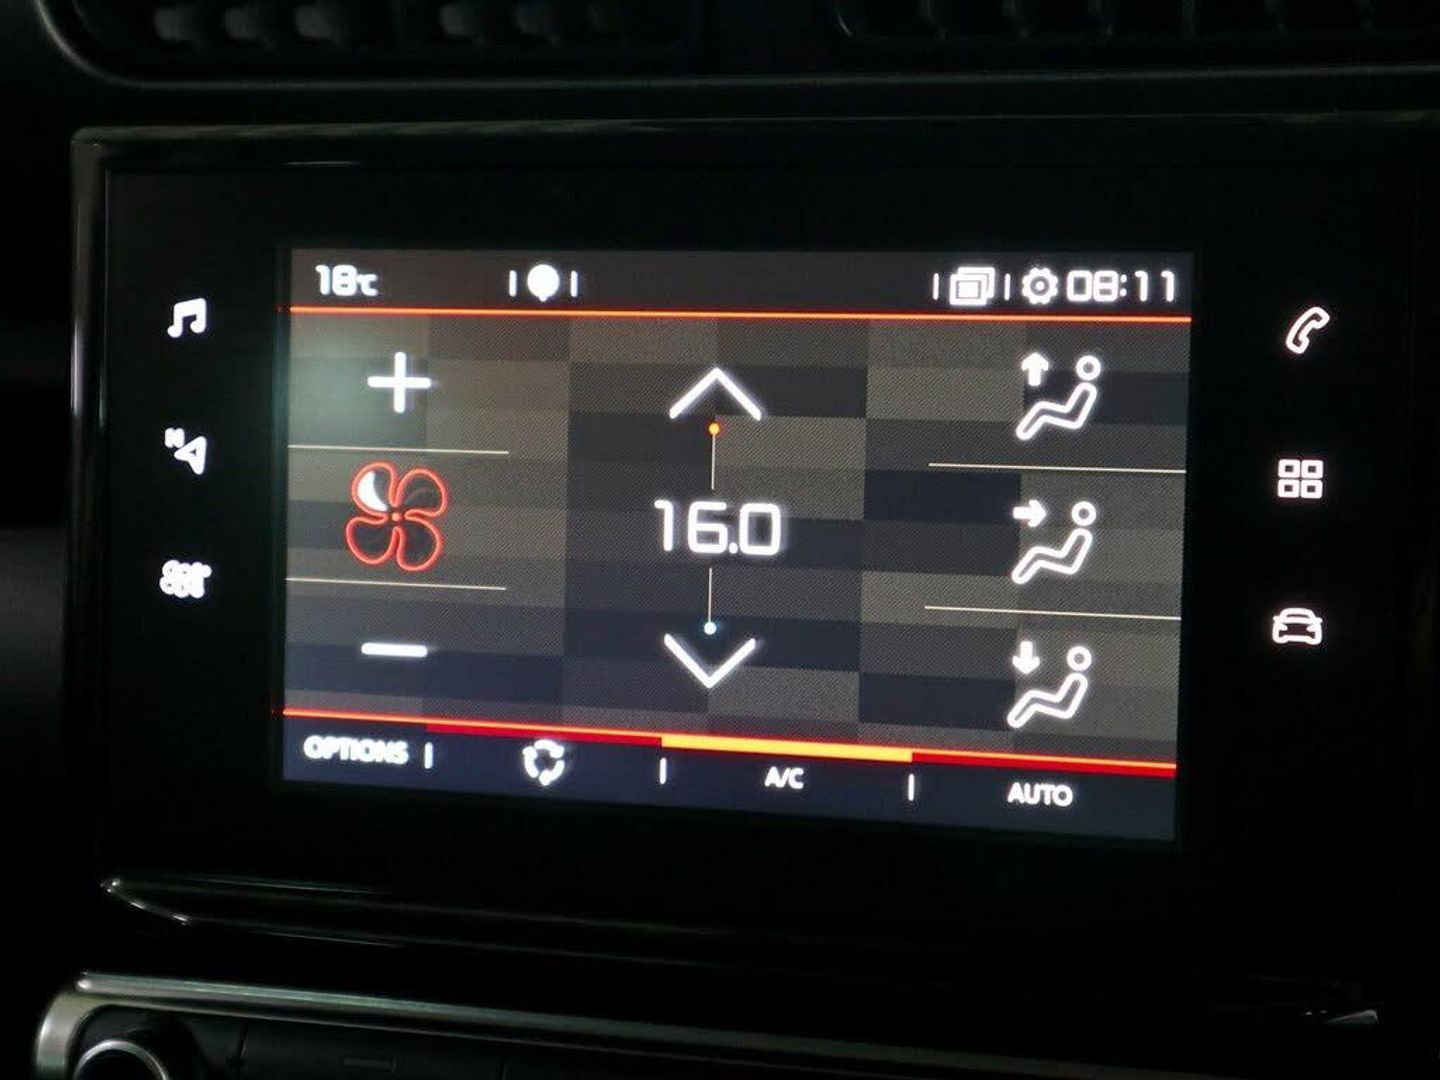 18°C
08:11
N
16.0
OPTIONS
A/C
AUTO